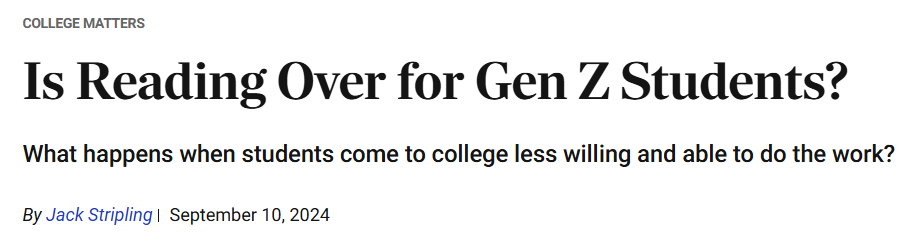 COLLEGE MATTERS
Is Reading Over for Gen Z Students?
What happens when students come to college less willing and able to do the work?
By Jack Stripling | September 10, 2024